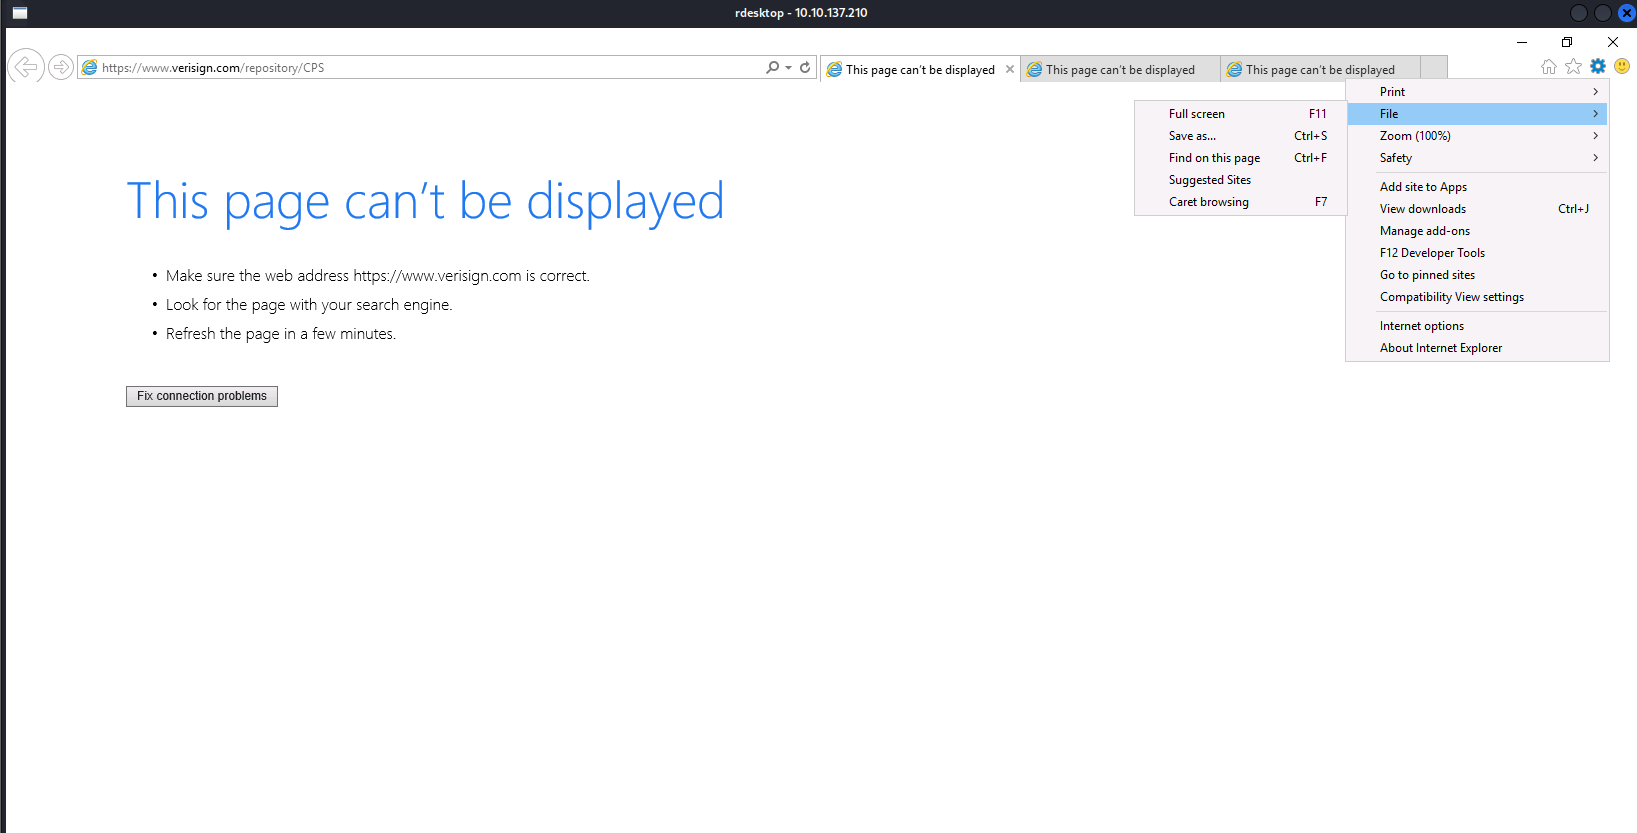 rdesktop - 10.10.137.210
https://www.verisign.com/repository/CPS
This page can't be displayed
This page can't be displayed
This page can't be displayed
Print
File
Zoom (100%)
Safety
Add site to Apps
View downloads Ctrl+J
Manage add-ons
F12 Developer Tools
Go to pinned sites
Compatibility View settings
Internet options
About Internet Explorer
Full screen F11
Save as... Ctrl+S
Find on this page Ctrl+F
Suggested Sites
Caret browsing F7
This page can't be displayed
• Make sure the web address https://www.verisign.com is correct.
• Look for the page with your search engine.
• Refresh the page in a few minutes.
Fix connection problems